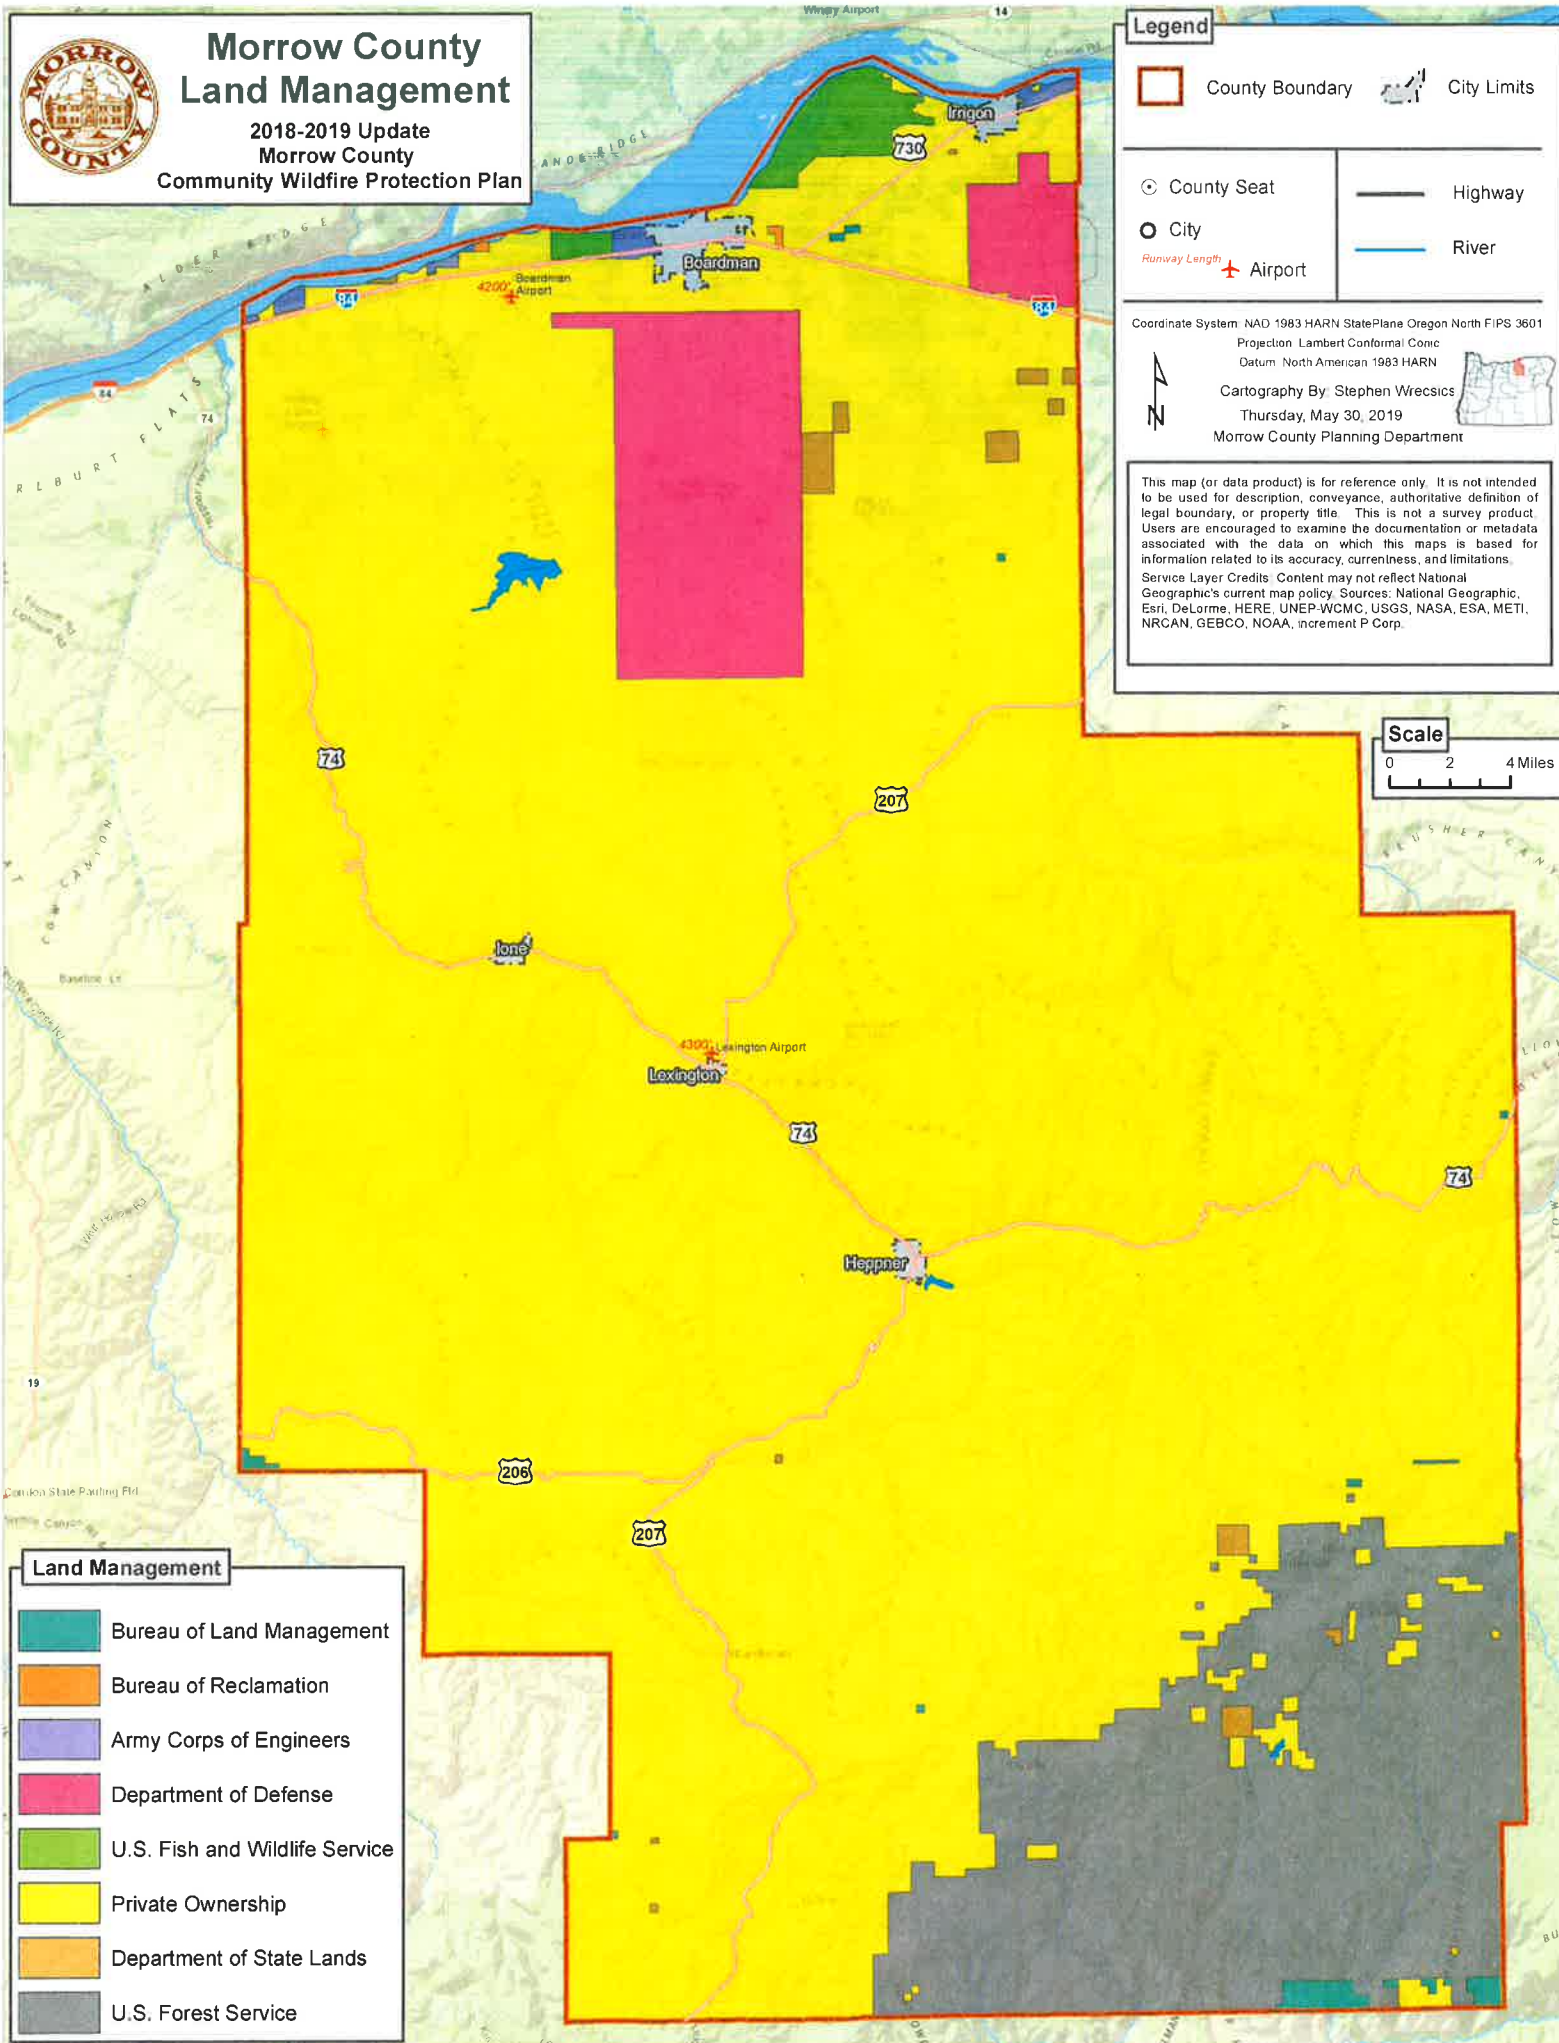 MORROW
COUNTY
Morrow County
Land Management
2018-2019 Update
Morrow County
Community Wildfire Protection Plan
14
Legend
County Boundary
City Limits
County Seat
City
Runway Length
Airport
Highway
River
Coordinate System: NAD 1983 HARN StatePlane Oregon North FIPS 3601
Projection Lambert Conformal Conic
Datum North American 1983 HARN
Cartography By: Stephen Wrecsics
Thursday, May 30, 2019
Morrow County Planning Department
N
This map (or data product) is for reference only. It is not intended
to be used for description, conveyance, authoritative definition of
legal boundary, or property title. This is not a survey product.
Users are encouraged to examine the documentation or metadata
associated with the data on which this maps is based for
information related to its accuracy, currentness, and limitations.
Service Layer Credits: Content may not reflect National
Geographic's current map policy. Sources: National Geographic,
Esri, DeLorme, HERE, UNEP-WCMC, USGS, NASA, ESA, METI,
NRCAN, GEBCO, NOAA, increment P Corp.
Scale
0 2 4 Miles
Irrigon
730
ALDER RIDGE
Boardman
4200'
Boardman
Airport
84
84
84
74
RLBURT FLATS
74
207
Ione
4300'
Lexington Airport
Lexington
74
74
Heppner
Baseline Ln
COW CANYON
19
206
207
Land Management
Bureau of Land Management
Bureau of Reclamation
Army Corps of Engineers
Department of Defense
U.S. Fish and Wildlife Service
Private Ownership
Department of State Lands
U.S. Forest Service